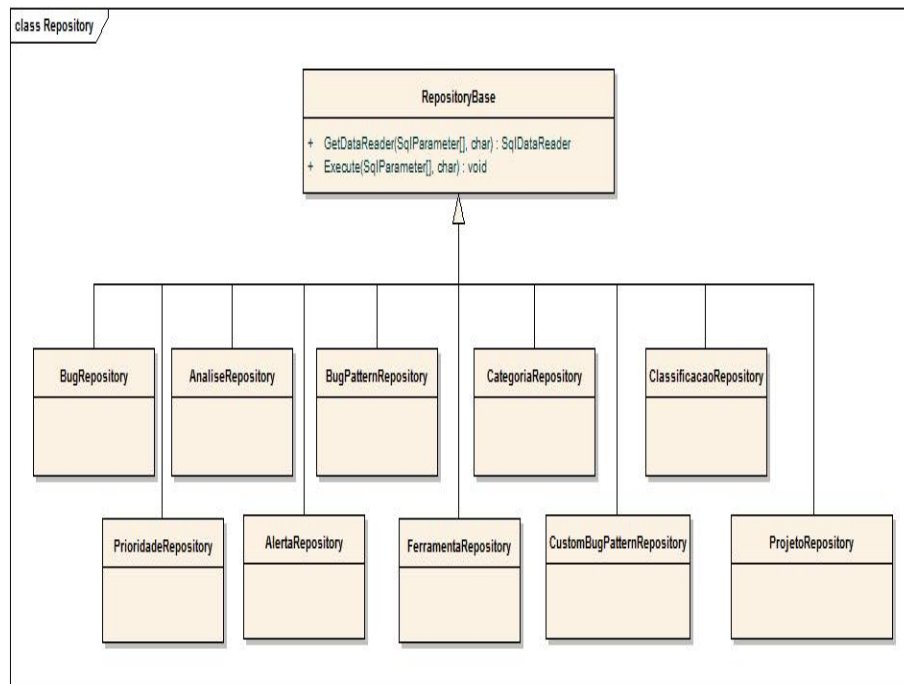 class Repository
RepositoryBase
+ GetDataReader(SqlParameter[], char) : SqlDataReader
+ Execute(SqlParameter[], char) : void
BugRepository
AnaliseRepository
BugPatternRepository
CategoriaRepository
ClassificacaoRepository
PrioridadeRepository
AlertaRepository
FerramentaRepository
CustomBugPatternRepository
ProjetoRepository